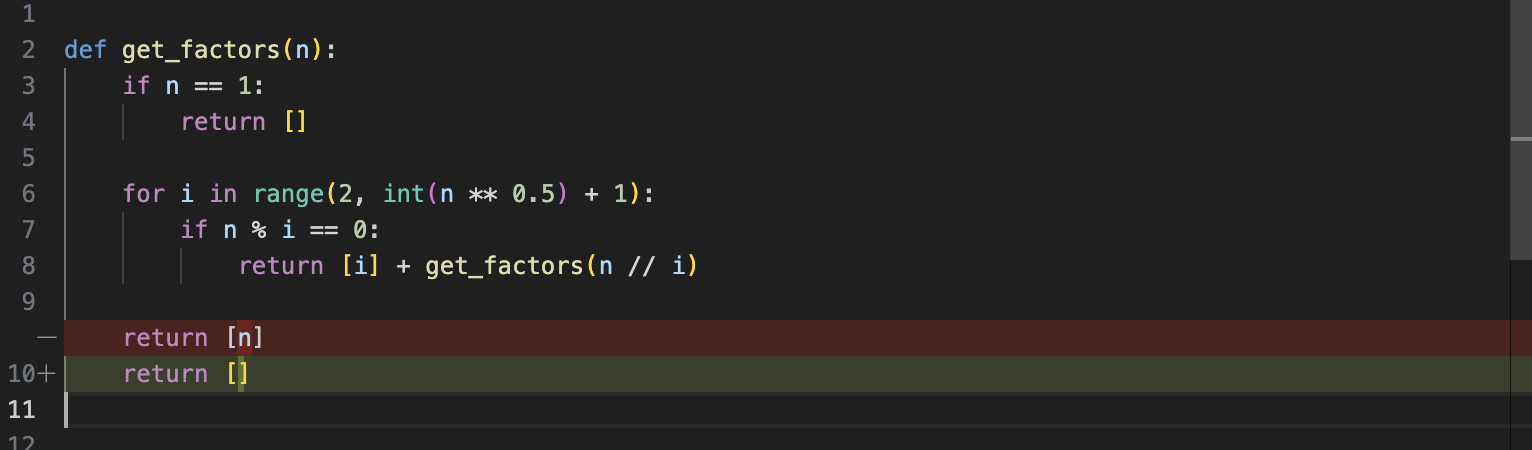 1
2 def get_factors(n):
3     if n == 1:
4         return []
5
6     for i in range(2, int(n ** 0.5) + 1):
7         if n % i == 0:
8             return [i] + get_factors(n // i)
9
—     return [n]
10+     return []
11
12